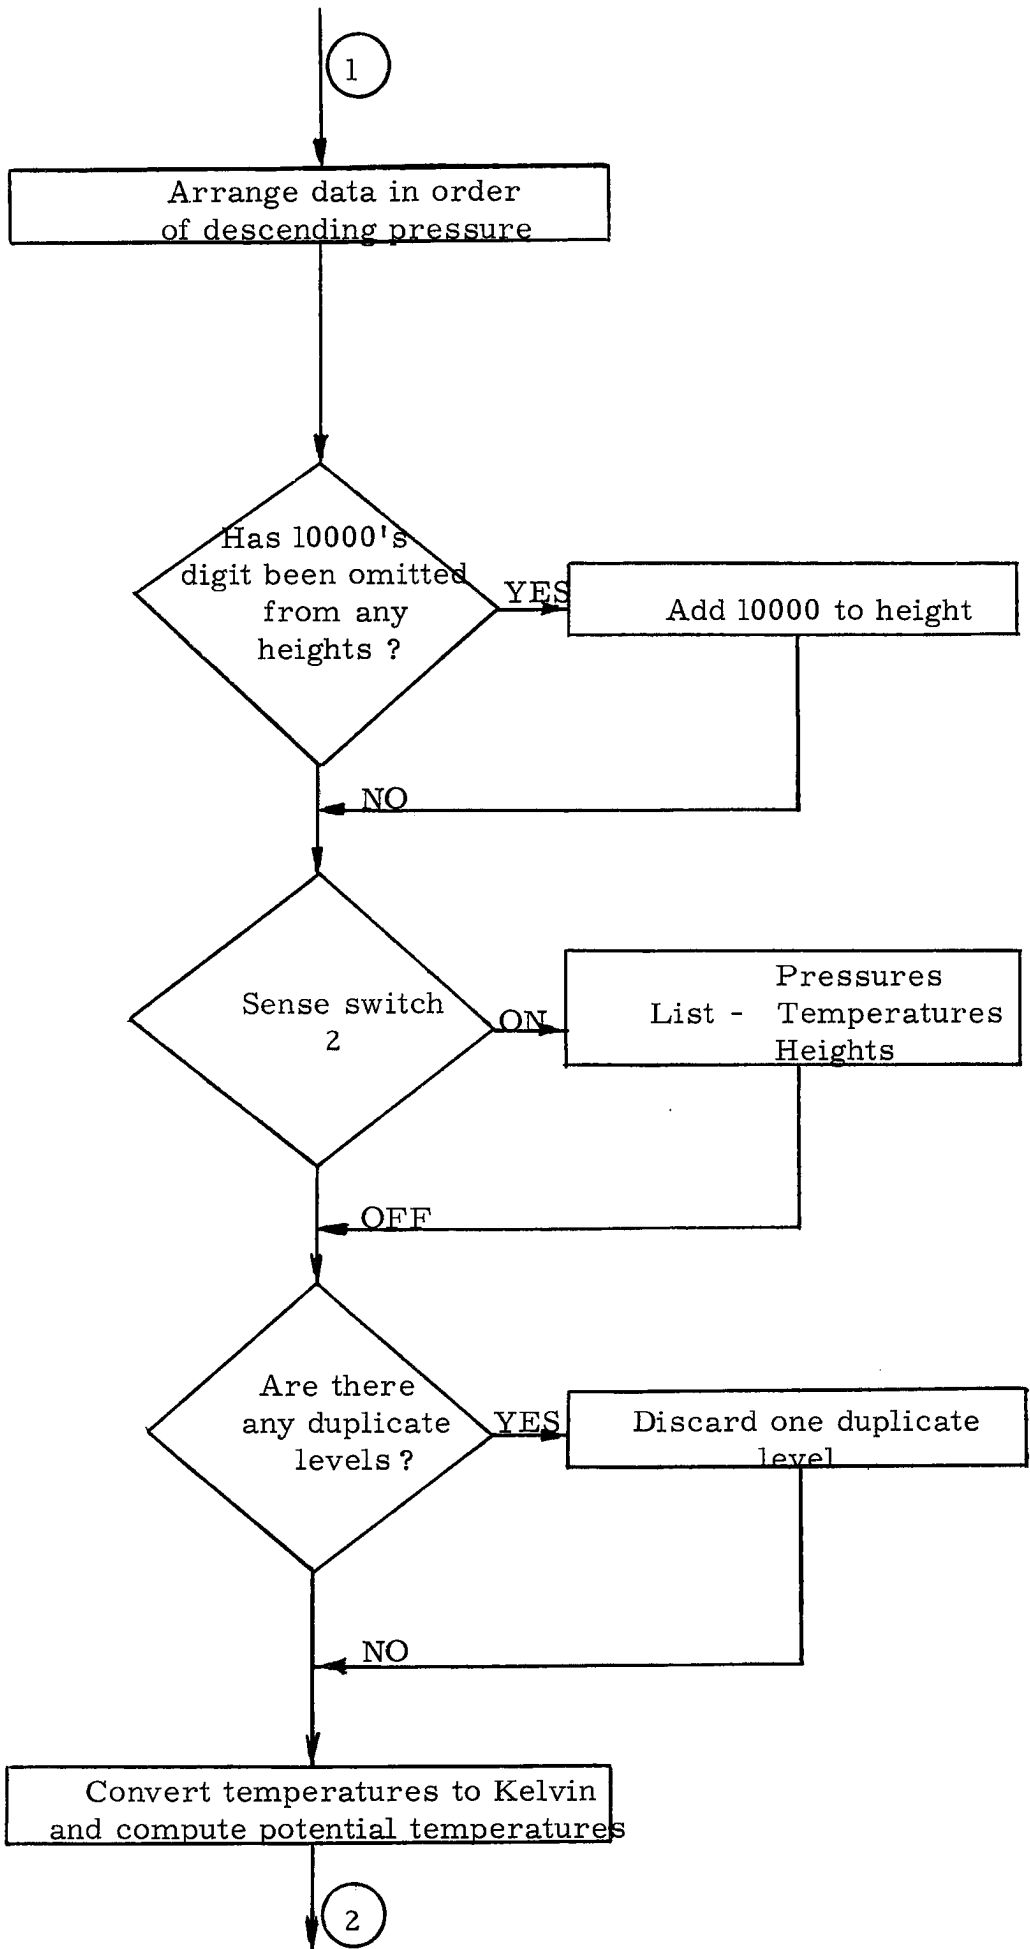 1
Arrange data in order
of descending pressure
Has 10000's
digit been omitted
from any
heights ?
YES
Add 10000 to height
NO
Sense switch
2
ON
List -
Pressures
Temperatures
Heights
OFF
Are there
any duplicate
levels ?
YES
Discard one duplicate
level
NO
Convert temperatures to Kelvin
and compute potential temperatures
2